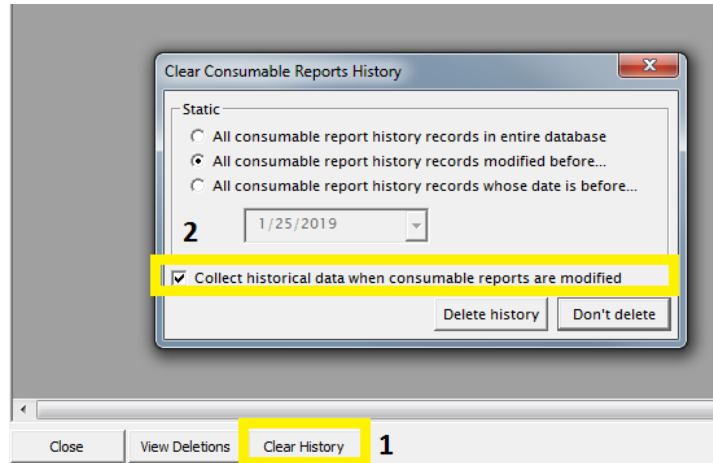 Clear Consumable Reports History
x
Static
All consumable report history records in entire database
All consumable report history records modified before...
All consumable report history records whose date is before...
2
1/25/2019
Collect historical data when consumable reports are modified
Delete history Don't delete
Close View Deletions Clear History 1